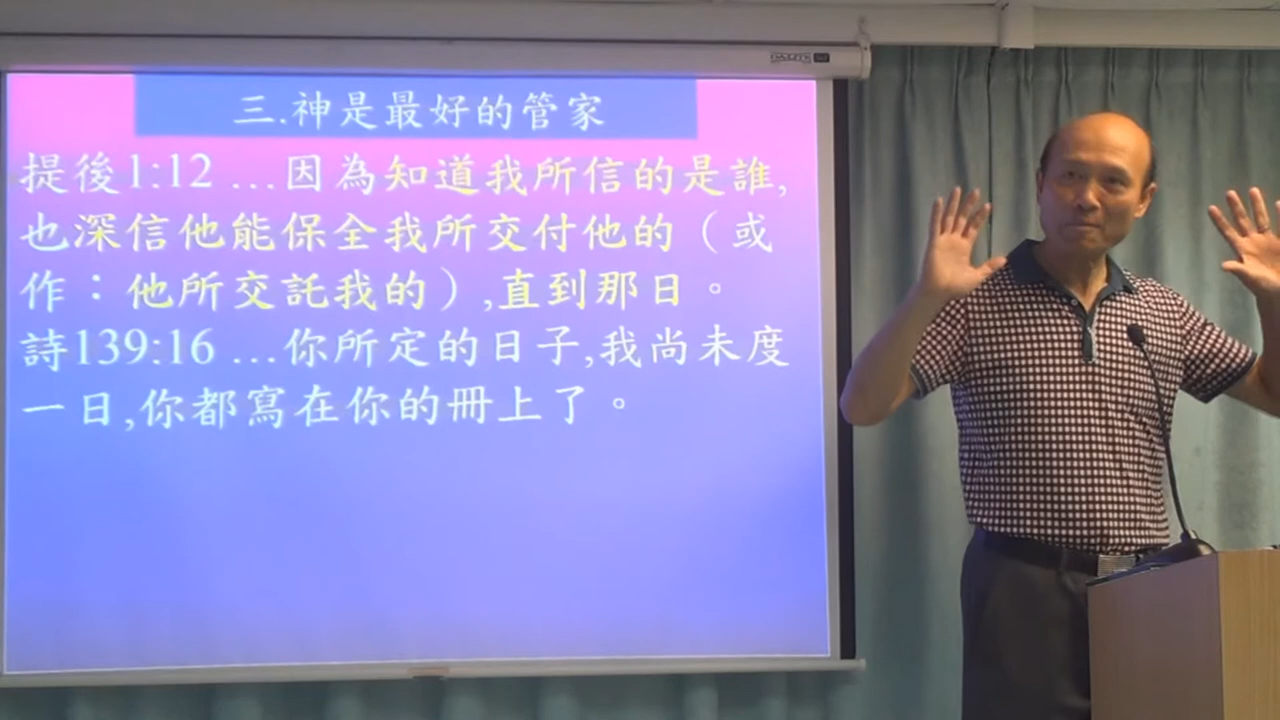 三.神是最好的管家
提後1:12 …因為知道我所信的是誰,
也深信他能保全我所交付他的（或
作：他所交託我的）,直到那日。
詩139:16 …你所定的日子,我尚未度
一日,你都寫在你的冊上了。